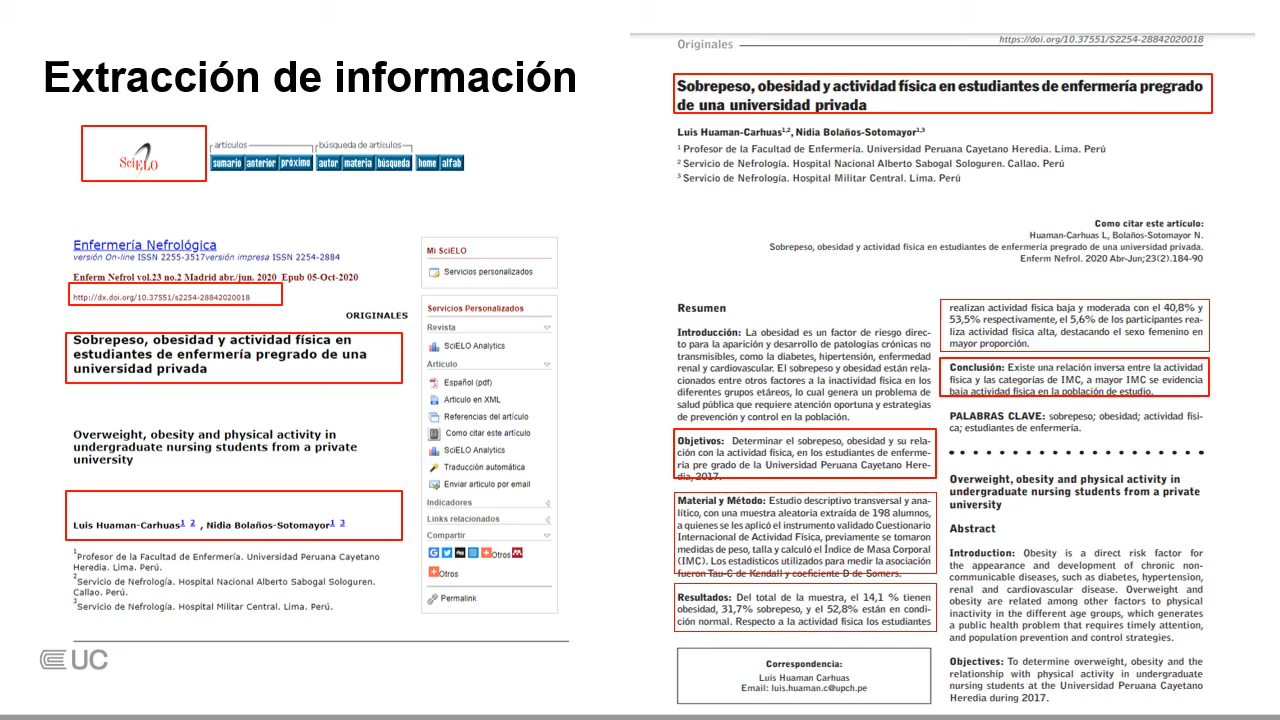 Extracción de información
SciELO
artículos
búsqueda de artículos
sumario anterior próximo autor materia búsqueda home alfab
Enfermería Nefrológica
versión On-line ISSN 2255-3517versión impresa ISSN 2254-2884
Enferm Nefrol vol.23 no.2 Madrid abr./jun. 2020 Epub 05-Oct-2020
http://dx.doi.org/10.37551/s2254-28842020018
ORIGINALES
Sobrepeso, obesidad y actividad física en
estudiantes de enfermería pregrado de una
universidad privada
Overweight, obesity and physical activity in
undergraduate nursing students from a private
university
Luis Huaman-Carhuas1 2 , Nidia Bolaños-Sotomayor1 3
1Profesor de la Facultad de Enfermería. Universidad Peruana Cayetano
Heredia. Lima. Perú.
2Servicio de Nefrología. Hospital Nacional Alberto Sabogal Sologuren.
Callao. Perú.
3Servicio de Nefrología. Hospital Militar Central. Lima. Perú.
Mi SciELO
Servicios personalizados
Servicios Personalizados
Revista
SciELO Analytics
Articulo
Español (pdf)
Articulo en XML
Referencias del artículo
Como citar este artículo
SciELO Analytics
Traducción automática
Enviar articulo por email
Indicadores
Links relacionados
Compartir
Otros
Otros
Permalink
UC
Originales
https://doi.org/10.37551/S2254-28842020018
Sobrepeso, obesidad y actividad física en estudiantes de enfermería pregrado
de una universidad privada
Luis Huaman-Carhuas1,2, Nidia Bolaños-Sotomayor1,3
1 Profesor de la Facultad de Enfermería. Universidad Peruana Cayetano Heredia. Lima. Perú
2 Servicio de Nefrología. Hospital Nacional Alberto Sabogal Sologuren. Callao. Perú
3 Servicio de Nefrología. Hospital Militar Central. Lima. Perú
Como citar este artículo:
Huaman-Carhuas L, Bolaños-Sotomayor N.
Sobrepeso, obesidad y actividad física en estudiantes de enfermería pregrado de una universidad privada.
Enferm Nefrol. 2020 Abr-Jun;23(2).184-90
Resumen
Introducción: La obesidad es un factor de riesgo direc-
to para la aparición y desarrollo de patologías crónicas no
transmisibles, como la diabetes, hipertensión, enfermedad
renal y cardiovascular. El sobrepeso y obesidad están rela-
cionados entre otros factores a la inactividad física en los
diferentes grupos etáreos, lo cual genera un problema de
salud pública que requiere atención oportuna y estrategias
de prevención y control en la población.
Objetivos: Determinar el sobrepeso, obesidad y su rela-
ción con la actividad física, en los estudiantes de enferme-
ría pre grado de la Universidad Peruana Cayetano Here-
dia, 2017.
Material y Método: Estudio descriptivo transversal y ana-
lítico, con una muestra aleatoria extraída de 198 alumnos,
a quienes se les aplicó el instrumento validado Cuestionario
Internacional de Actividad Física, previamente se tomaron
medidas de peso, talla y calculó el Índice de Masa Corporal
(IMC). Los estadísticos utilizados para medir la asociación
fueron Tau-C de Kendall y coeficiente D de Somers.
Resultados: Del total de la muestra, el 14,1 % tienen
obesidad, 31,7% sobrepeso, y el 52,8% están en condi-
ción normal. Respecto a la actividad física los estudiantes
Correspondencia:
Luis Huaman Carhuas
Email: luis.huaman.c@upch.pe
realizan actividad física baja y moderada con el 40,8% y
53,5% respectivamente, el 5,6% de los participantes rea-
liza actividad física alta, destacando el sexo femenino en
mayor proporción.
Conclusión: Existe una relación inversa entre la actividad
física y las categorías de IMC, a mayor IMC se evidencia
baja actividad física en la población de estudio.
PALABRAS CLAVE: sobrepeso; obesidad; actividad físi-
ca; estudiantes de enfermería.
Overweight, obesity and physical activity in
undergraduate nursing students from a private
university
Abstract
Introduction: Obesity is a direct risk factor for
the appearance and development of chronic non-
communicable diseases, such as diabetes, hypertension,
renal and cardiovascular disease. Overweight and
obesity are related among other factors to physical
inactivity in the different age groups, which generates
a public health problem that requires timely attention,
and population prevention and control strategies.
Objectives: To determine overweight, obesity and the
relationship with physical activity in undergraduate
nursing students at the Universidad Peruana Cayetano
Heredia during 2017.